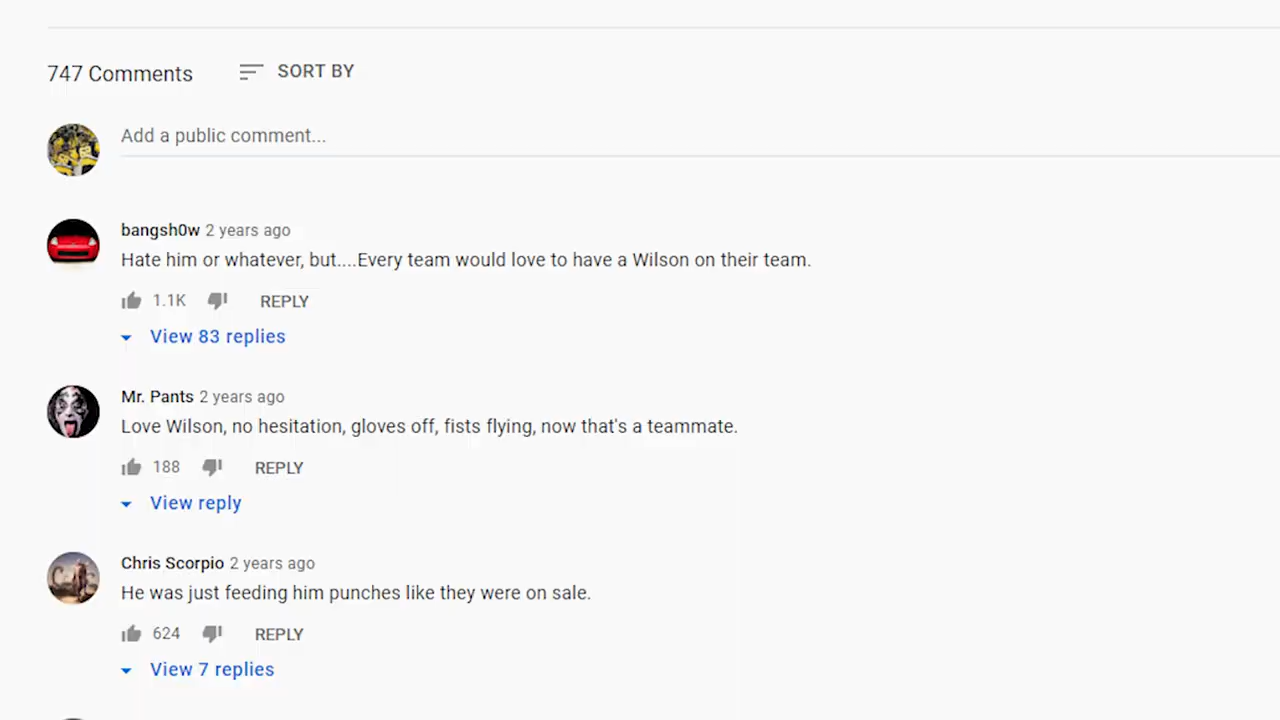 747 Comments
SORT BY
Add a public comment...
bangsh0w 2 years ago
Hate him or whatever, but....Every team would love to have a Wilson on their team.
1.1K
REPLY
View 83 replies
Mr. Pants 2 years ago
Love Wilson, no hesitation, gloves off, fists flying, now that's a teammate.
188
REPLY
View reply
Chris Scorpio 2 years ago
He was just feeding him punches like they were on sale.
624
REPLY
View 7 replies